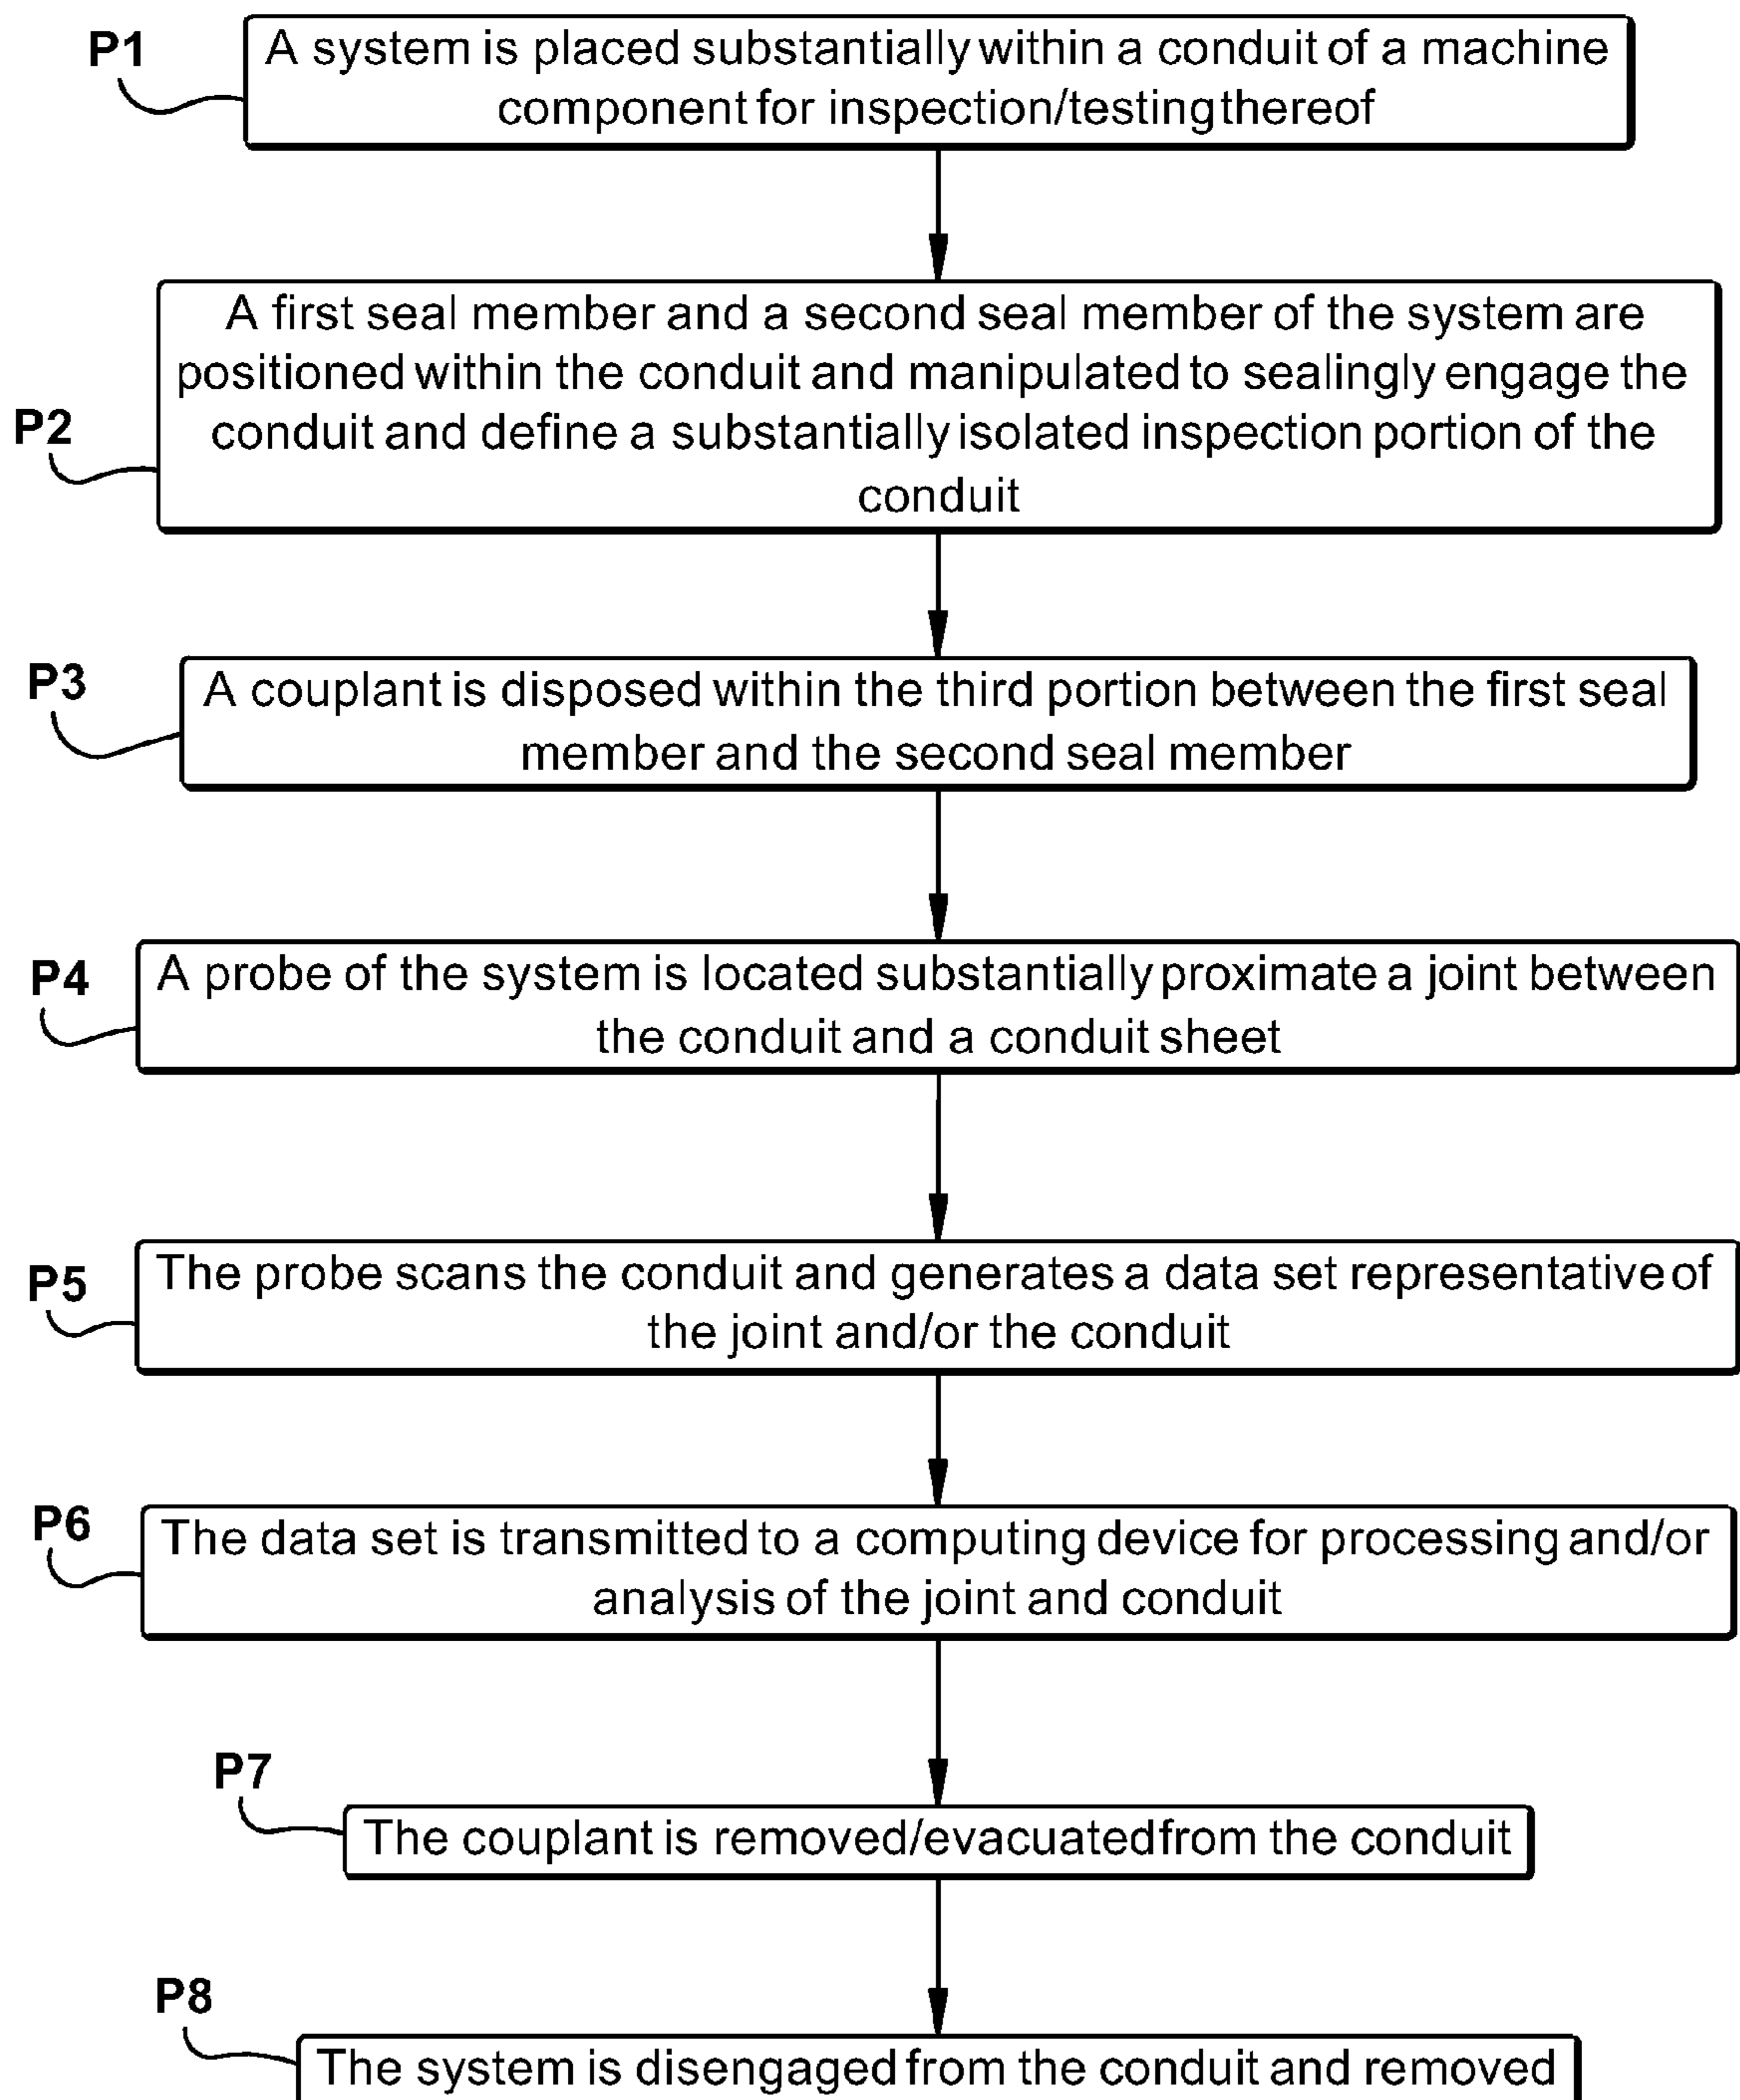 P1
A system is placed substantially within a conduit of a machine
component for inspection/testing thereof
P2
A first seal member and a second seal member of the system are
positioned within the conduit and manipulated to sealingly engage the
conduit and define a substantially isolated inspection portion of the
conduit
P3
A couplant is disposed within the third portion between the first seal
member and the second seal member
P4
A probe of the system is located substantially proximate a joint between
the conduit and a conduit sheet
P5
The probe scans the conduit and generates a data set representative of
the joint and/or the conduit
P6
The data set is transmitted to a computing device for processing and/or
analysis of the joint and conduit
P7
The couplant is removed/evacuated from the conduit
P8
The system is disengaged from the conduit and removed